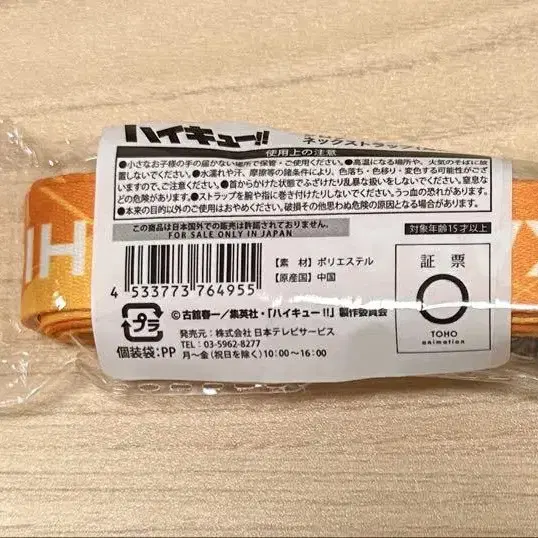 ハイキュー!!
ネックストラップ
使用上の注意
●小さなお子様の手の届かない場所で保管・ご使用ください。●高温になる場所や、火気のそばに放
置しないでください。●水濡れや汗、摩擦等の諸条件により、色落ち・色移り・変色する可能性がござ
いますので、ご注意ください。●首からかけた状態でふざけたり乱暴な扱いをしないでください。窒息な
どの危険があります。●ストラップを腕や指に巻き付けたりしないでください。うっ血の恐れがあります。
●本来の目的以外のご使用はおやめください。破損その他思わぬ危険の原因となる場合があります。
この商品は日本国外での販売は許諾されておりません。
FOR SALE ONLY IN JAPAN
対象年齢15才以上
4 533773 764955
【素 材】 ポリエステル
【原産国】 中国
証票
TOHO
animation
プラ
個装袋:PP
© 古舘春一/集英社・「ハイキュー!!」製作委員会
発売元: 株式会社 日本テレビサービス
TEL: 03-5962-8277
月〜金(祝日を除く)10:00〜16:00